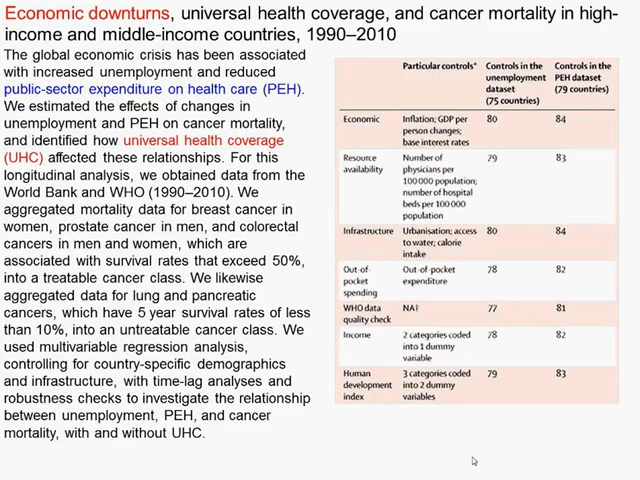 Economic downturns, universal health coverage, and cancer mortality in high-
income and middle-income countries, 1990–2010
The global economic crisis has been associated
with increased unemployment and reduced
public-sector expenditure on health care (PEH).
We estimated the effects of changes in
unemployment and PEH on cancer mortality,
and identified how universal health coverage
(UHC) affected these relationships. For this
longitudinal analysis, we obtained data from the
World Bank and WHO (1990–2010). We
aggregated mortality data for breast cancer in
women, prostate cancer in men, and colorectal
cancers in men and women, which are
associated with survival rates that exceed 50%,
into a treatable cancer class. We likewise
aggregated data for lung and pancreatic
cancers, which have 5 year survival rates of less
than 10%, into an untreatable cancer class. We
used multivariable regression analysis,
controlling for country-specific demographics
and infrastructure, with time-lag analyses and
robustness checks to investigate the relationship
between unemployment, PEH, and cancer
mortality, with and without UHC.
Particular controls* Controls in the Controls in the
unemployment PEH dataset
dataset (79 countries)
(75 countries)
Economic Inflation; GDP per 80 84
person changes;
base interest rates
Resource Number of 79 83
availability physicians per
100 000 population;
number of hospital
beds per 100 000
population
Infrastructure Urbanisation; access 80 84
to water; calorie
intake
Out-of- Out-of-pocket 78 82
pocket expenditure
spending
WHO data NA† 77 81
quality check
Income 2 categories coded 78 82
into 1 dummy
variable
Human 3 categories coded 79 83
development into 2 dummy
index variables